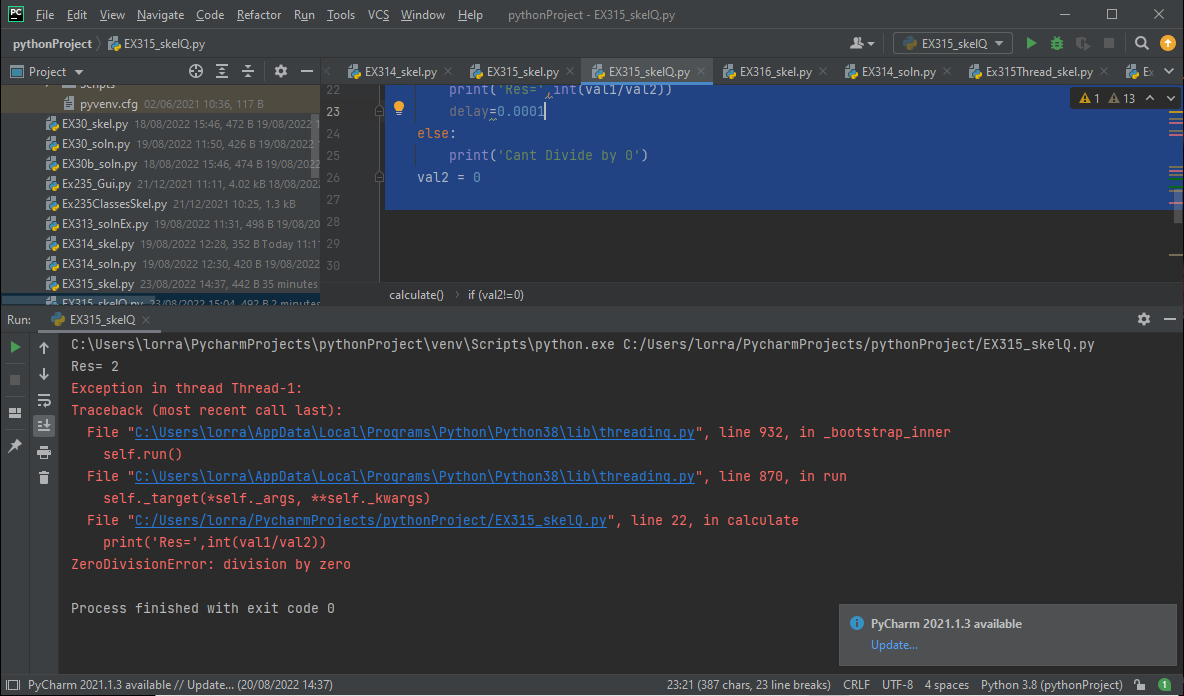 PC File Edit View Navigate Code Refactor Run Tools VCS Window Help pythonProject - EX315_skelQ.py
pythonProject EX315_skelQ.py EX315_skelQ
Project EX314_skel.py EX315_skel.py EX315_skelQ.py EX316_skel.py EX314_soln.py Ex315Thread_skel.py Ex
Scripts
pyvenv.cfg 02/06/2021 10:36, 117 B
EX30_skel.py 18/08/2022 15:46, 472 B 19/08/2022 1
EX30_soln.py 19/08/2022 11:50, 426 B 19/08/2022
EX30b_soln.py 18/08/2022 15:46, 474 B 19/08/2022
Ex235_Gui.py 21/12/2021 11:11, 4.02 kB 18/08/2022
Ex235ClassesSkel.py 21/12/2021 10:25, 1.3 kB
EX313_solnEx.py 19/08/2022 11:31, 498 B 19/08/20
EX314_skel.py 19/08/2022 12:28, 352 B Today 11:1
EX314_soln.py 19/08/2022 12:30, 420 B 19/08/2022
EX315_skel.py 23/08/2022 14:37, 442 B 35 minutes
EX315_skelQ.py 23/08/2022 15:04, 492 B 2 minutes
22 print('Res=',int(val1/val2))
23 delay=0.0001
24 else:
25 print('Cant Divide by 0')
26 val2 = 0
27
28
29
30
1 13
calculate() if (val2!=0)
Run: EX315_skelQ
C:\Users\lorra\PycharmProjects\pythonProject\venv\Scripts\python.exe C:/Users/lorra/PycharmProjects/pythonProject/EX315_skelQ.py
Res= 2
Exception in thread Thread-1:
Traceback (most recent call last):
File "C:\Users\lorra\AppData\Local\Programs\Python\Python38\lib\threading.py", line 932, in _bootstrap_inner
self.run()
File "C:\Users\lorra\AppData\Local\Programs\Python\Python38\lib\threading.py", line 870, in run
self._target(*self._args, **self._kwargs)
File "C:/Users/lorra/PycharmProjects/pythonProject/EX315_skelQ.py", line 22, in calculate
print('Res=',int(val1/val2))
ZeroDivisionError: division by zero
Process finished with exit code 0
PyCharm 2021.1.3 available
Update...
PyCharm 2021.1.3 available // Update... (20/08/2022 14:37) 23:21 (387 chars, 23 line breaks) CRLF UTF-8 4 spaces Python 3.8 (pythonProject) 1